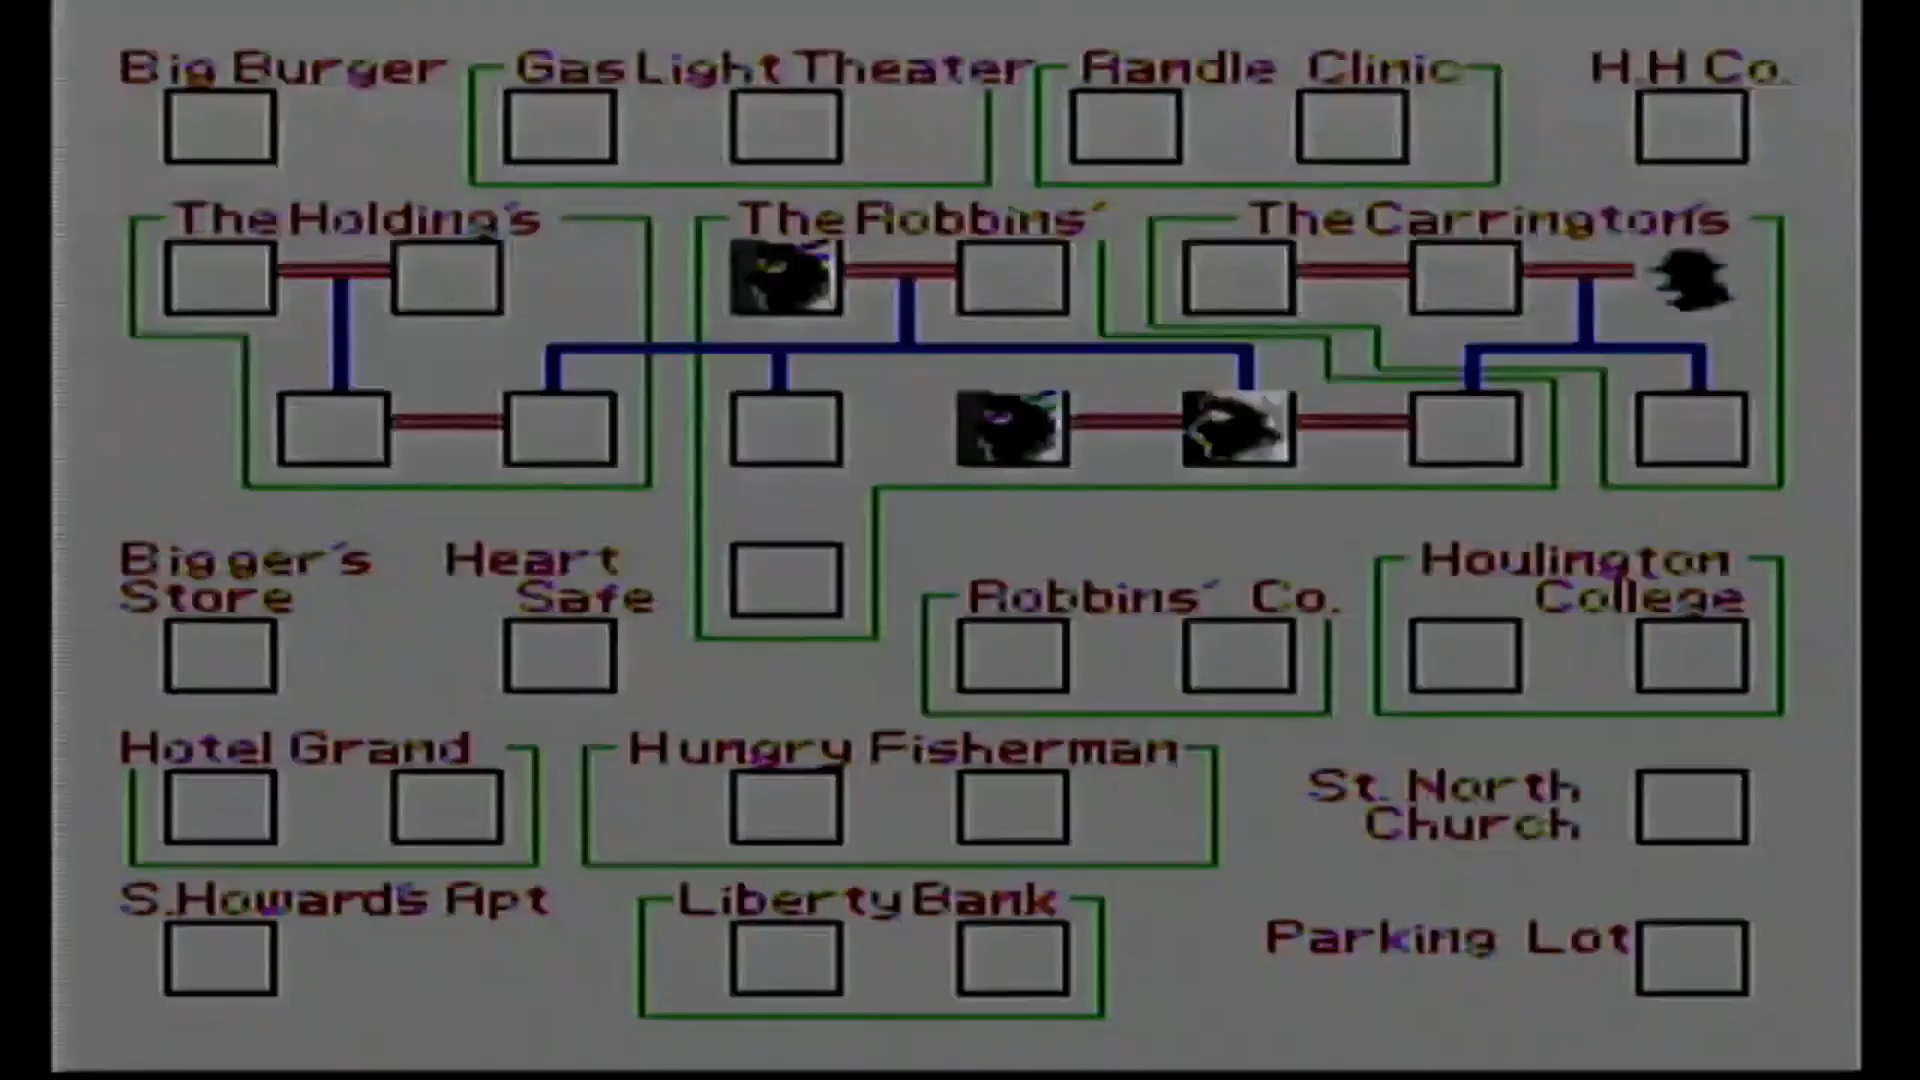 Big Burger
Gas Light Theater
Randle Clinic
H.H Co.
The Holding's
The Robbins'
The Carrington's
Bigger's
Store
Heart
Safe
Robbins' Co.
Houlington
College
Hotel Grand
Hungry Fisherman
St. North
Church
S.Howard's Apt
Liberty Bank
Parking Lot